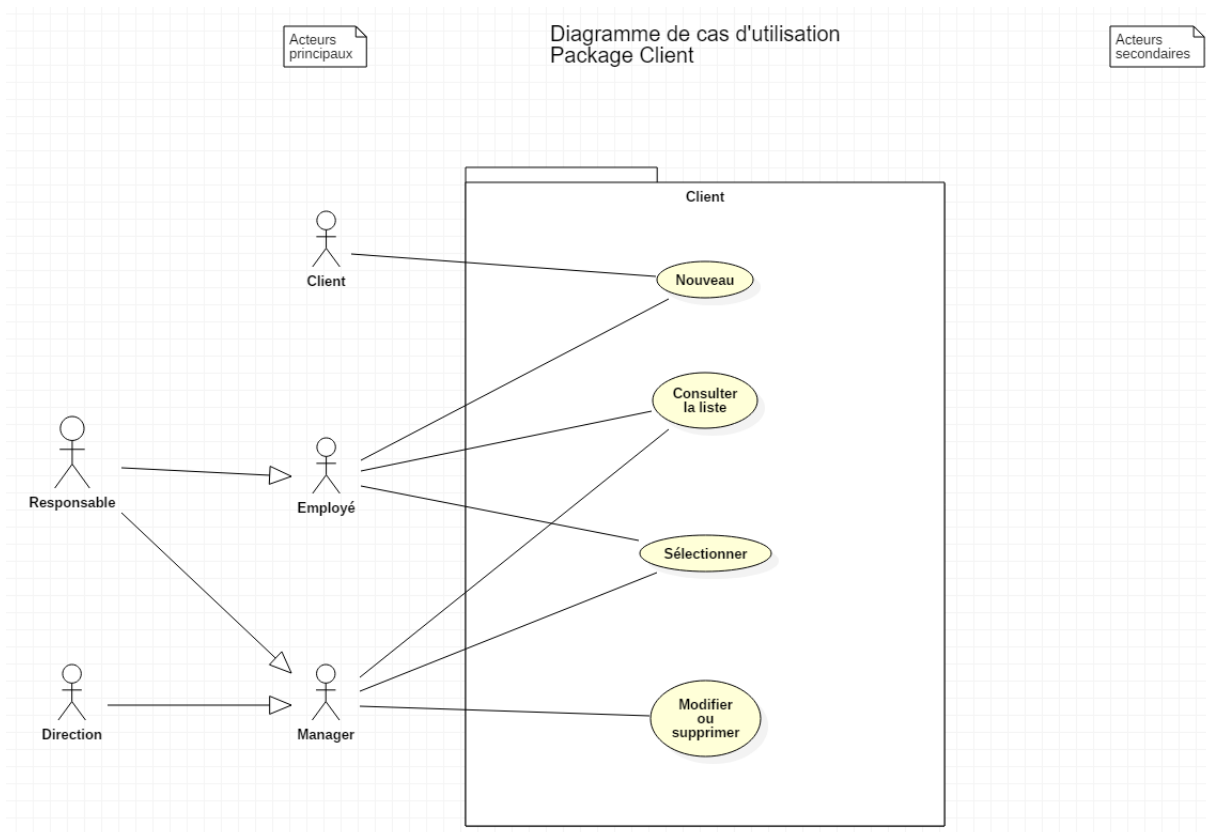 Acteurs
principaux
Diagramme de cas d'utilisation
Package Client
Acteurs
secondaires
Client
Client
Nouveau
Consulter
la liste
Responsable
Employé
Sélectionner
Direction
Manager
Modifier
ou
supprimer